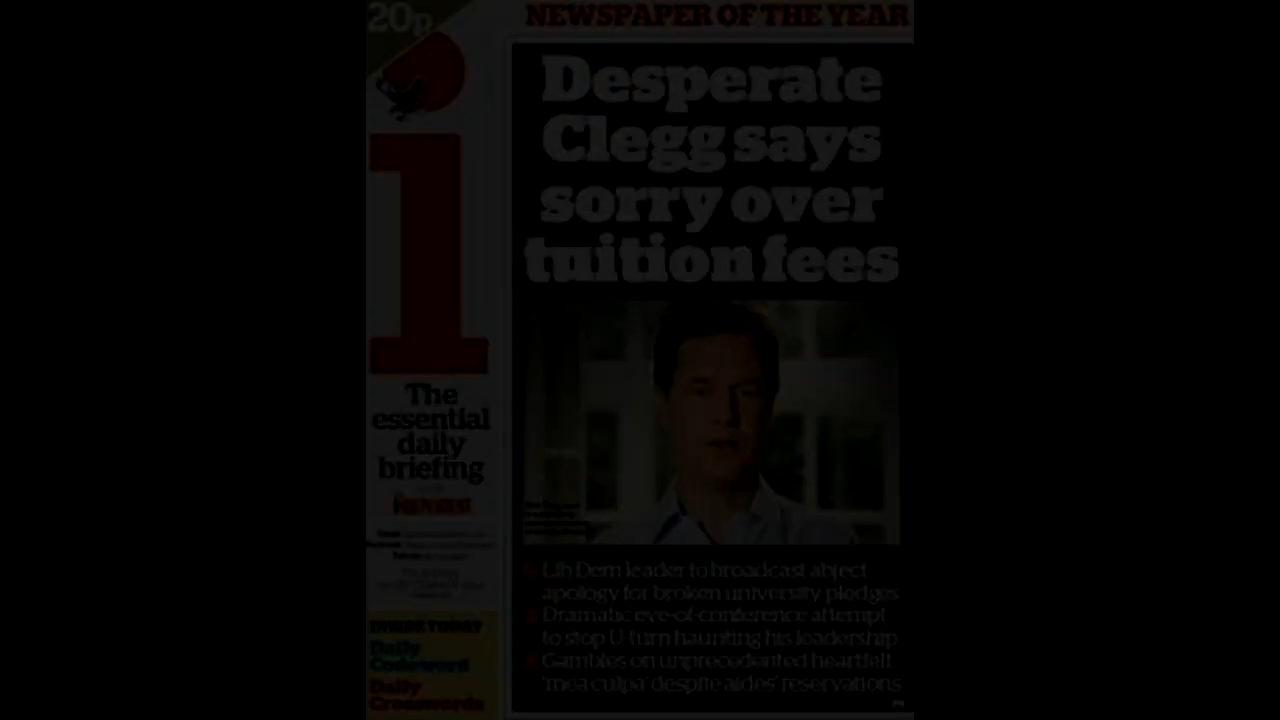 20p
NEWSPAPER OF THE YEAR
Desperate
Clegg says
sorry over
tuition fees
i
The
essential
daily
briefing
Lib Dem leader to broadcast abject
apology for broken university pledges
Dramatic eve-of-conference attempt
to stop U-turn haunting his leadership
Gambles on unprecedented heartfelt
'mea culpa' despite aides' reservations
INSIDE TODAY
Daily
Codeword
Daily
Crosswords